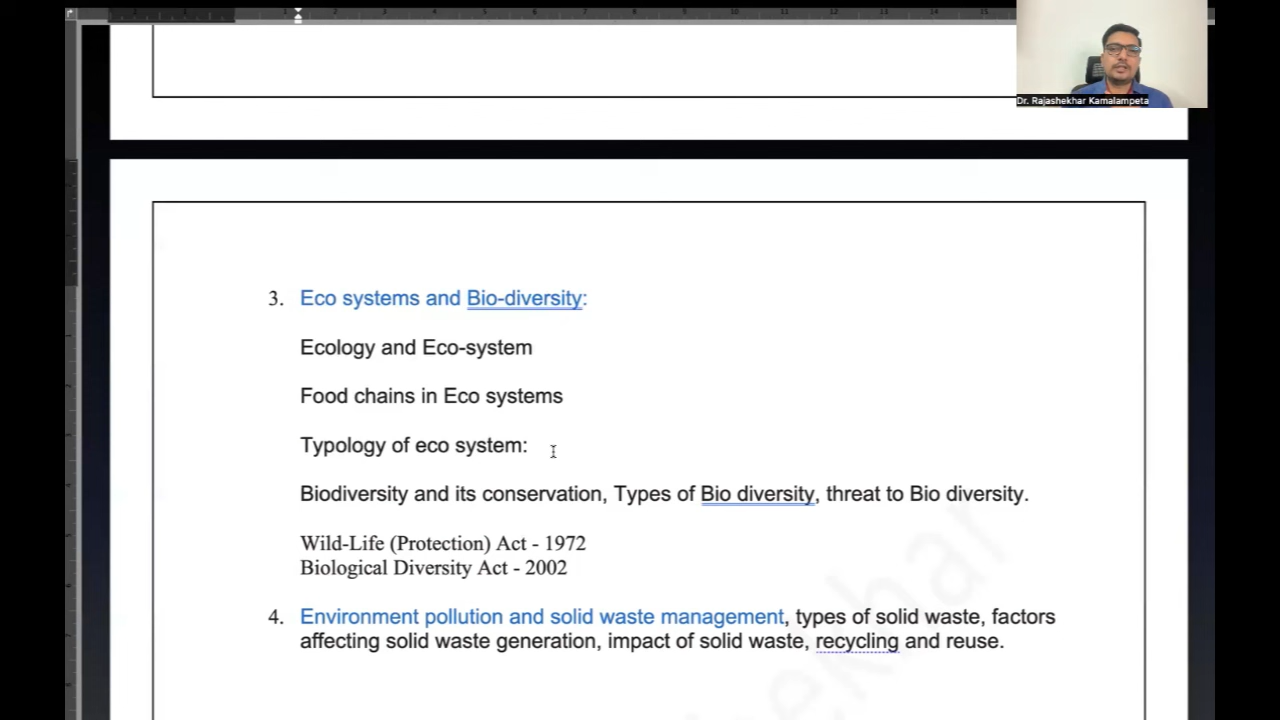 Dr. Rajashekhar Kamalampeta
3. Eco systems and Bio-diversity:
Ecology and Eco-system
Food chains in Eco systems
Typology of eco system:
Biodiversity and its conservation, Types of Bio diversity, threat to Bio diversity.
Wild-Life (Protection) Act - 1972
Biological Diversity Act - 2002
4. Environment pollution and solid waste management, types of solid waste, factors
affecting solid waste generation, impact of solid waste, recycling and reuse.